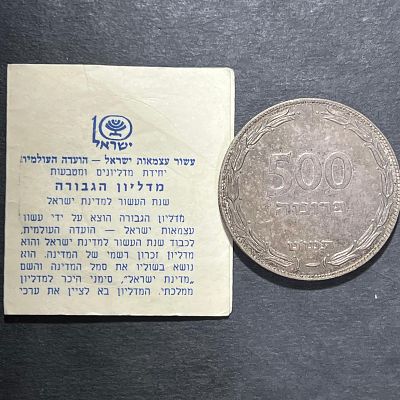 10
ישראל
עשור עצמאות ישראל — הועדה העולמית
יחידת מדליונים ומטבעות
מדליון הגבורה
שנת העשור למדינת ישראל
מדליון הגבורה הוצא על ידי עשור
עצמאות ישראל — הועדה העולמית,
לכבוד שנת העשור למדינת ישראל והוא
מדליון זכרון רשמי של המדינה. הוא
נושא בשוליו את סמל המדינה והשם
„מדינת ישראל", סימני היכר למדליון
ממלכתי. המדליון בא לציין את ערכי
500
פרוטה